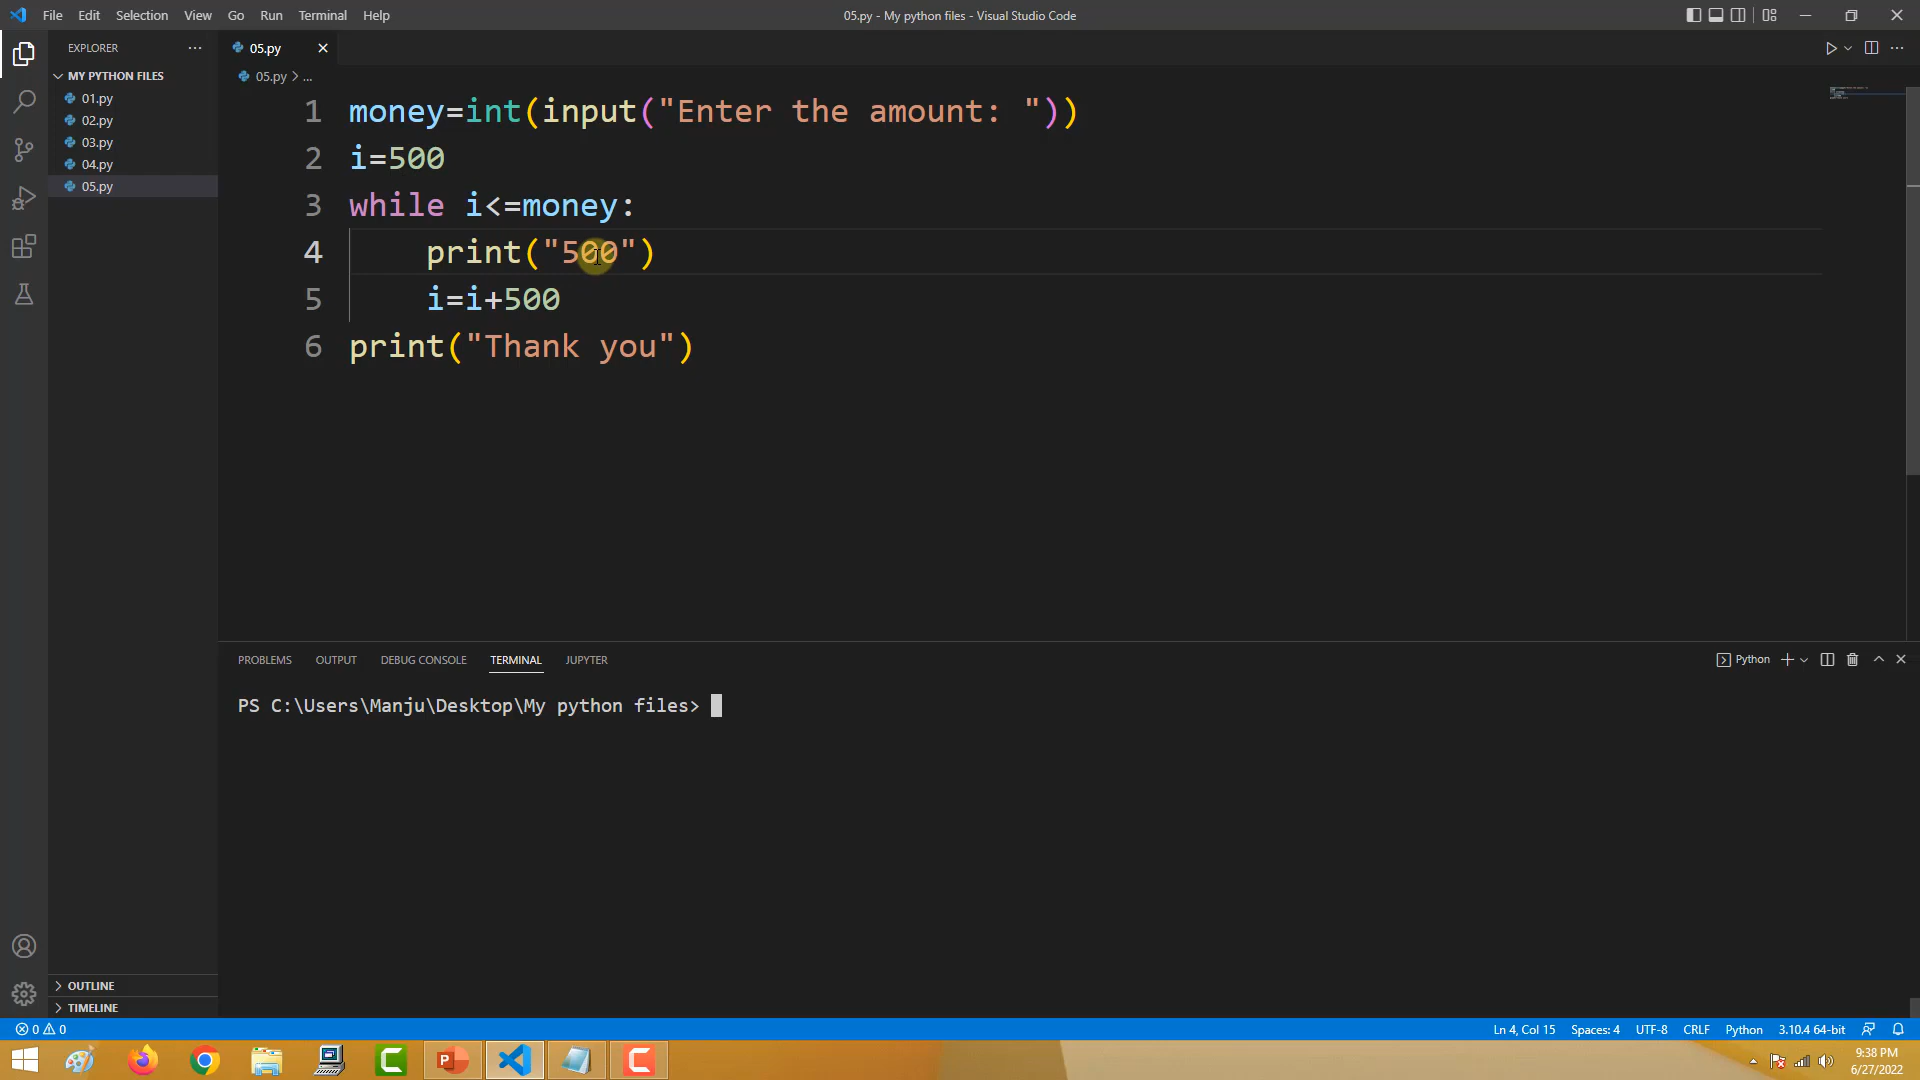 File Edit Selection View Go Run Terminal Help
05.py - My python files - Visual Studio Code
EXPLORER
MY PYTHON FILES
01.py
02.py
03.py
04.py
05.py
OUTLINE
TIMELINE
05.py
05.py > ...
1 money=int(input("Enter the amount: "))
2 i=500
3 while i<=money:
4     print("500")
5     i=i+500
6 print("Thank you")
PROBLEMS OUTPUT DEBUG CONSOLE TERMINAL JUPYTER
Python
PS C:\Users\Manju\Desktop\My python files>
0 0
Ln 4, Col 15 Spaces: 4 UTF-8 CRLF Python 3.10.4 64-bit
9:38 PM
6/27/2022